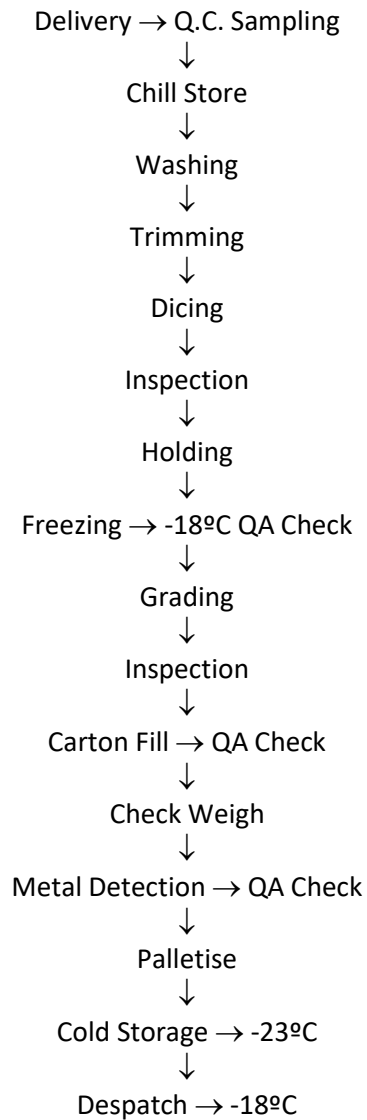 Delivery → Q.C. Sampling
↓
Chill Store
↓
Washing
↓
Trimming
↓
Dicing
↓
Inspection
↓
Holding
↓
Freezing → -18ºC QA Check
↓
Grading
↓
Inspection
↓
Carton Fill → QA Check
↓
Check Weigh
↓
Metal Detection → QA Check
↓
Palletise
↓
Cold Storage → -23ºC
↓
Despatch → -18ºC